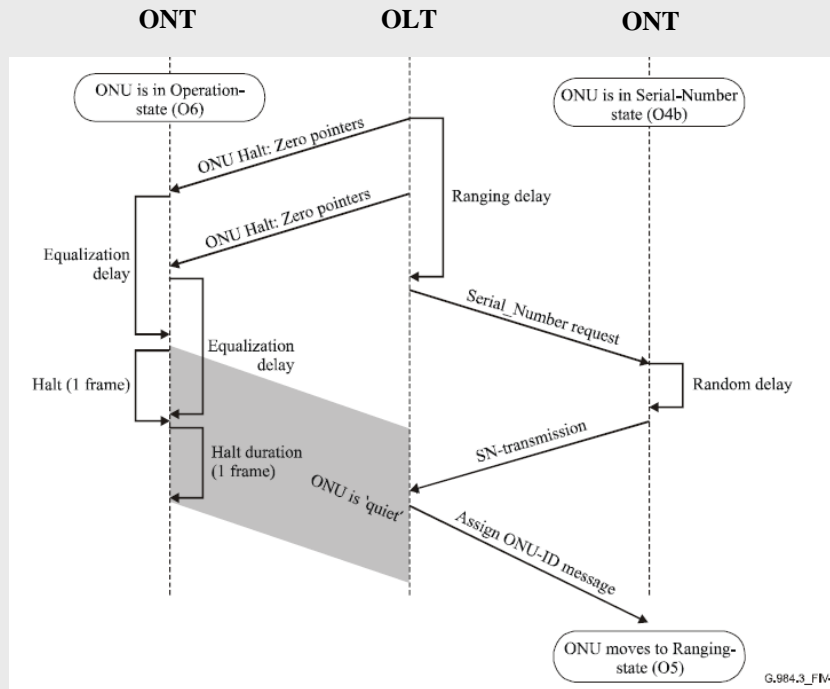 ONT
OLT
ONT
ONU is in Operation-
state (O6)
ONU is in Serial-Number
state (O4b)
ONU Halt: Zero pointers
Ranging delay
ONU Halt: Zero pointers
Equalization
delay
Serial_Number request
Equalization
delay
Halt (1 frame)
Random delay
SN-transmission
Halt duration
(1 frame)
ONU is 'quiet'
Assign ONU-ID message
ONU moves to Ranging-
state (O5)